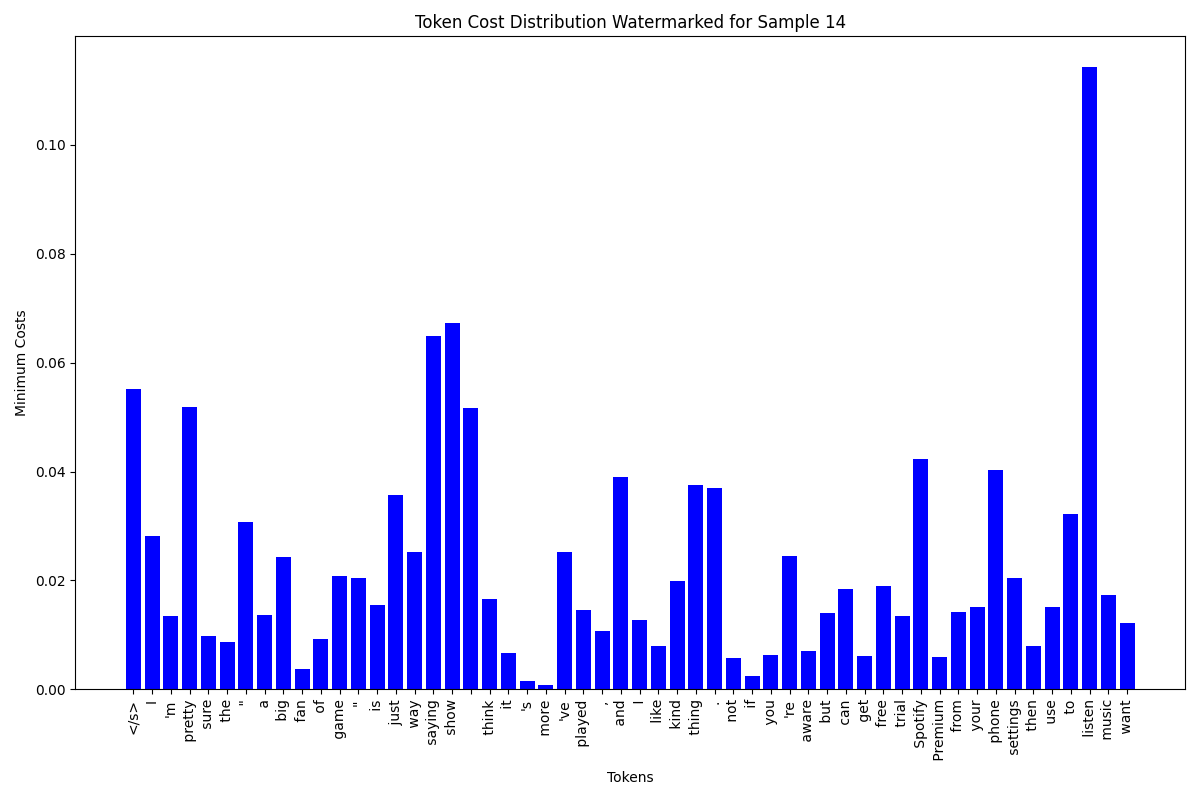 Token Cost Distribution Watermarked for Sample 14
Minimum Costs
0.10
0.08
0.06
0.04
0.02
0.00
</s>
I
'm
pretty
sure
the
"
a
big
fan
of
game
"
is
just
way
saying
show
think
it
's
more
've
played
,
and
I
like
kind
thing
.
not
if
you
're
aware
but
can
get
free
trial
Spotify
Premium
from
your
phone
settings
then
use
to
listen
music
want
Tokens